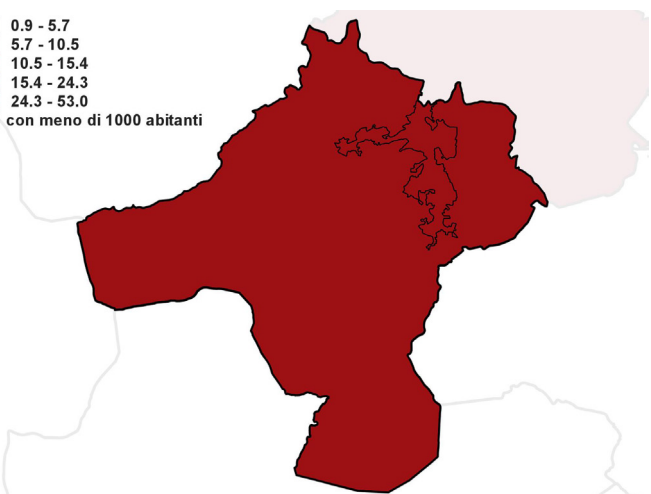 0.9 - 5.7
5.7 - 10.5
10.5 - 15.4
15.4 - 24.3
24.3 - 53.0
con meno di 1000 abitanti